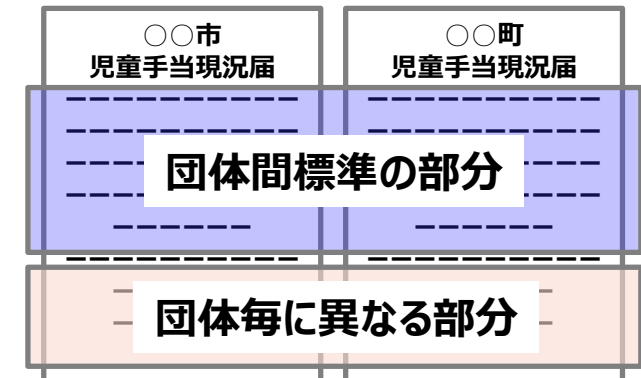 ○○市
児童手当現況届
○○町
児童手当現況届
団体間標準の部分
団体毎に異なる部分